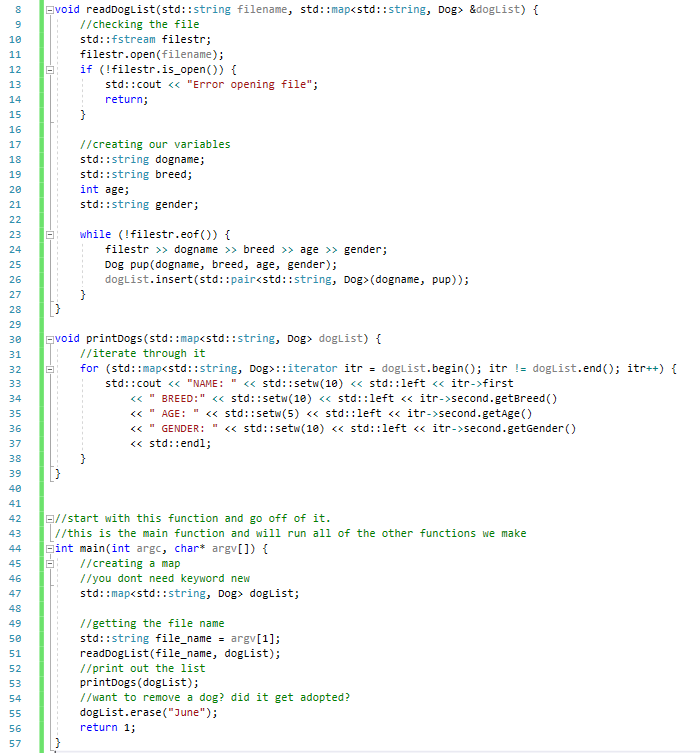 8 void readDogList(std::string filename, std::map<std::string, Dog> &dogList) {
9 //checking the file
10 std::fstream filestr;
11 filestr.open(filename);
12 if (!filestr.is_open()) {
13 std::cout << "Error opening file";
14 return;
15 }
16
17 //creating our variables
18 std::string dogname;
19 std::string breed;
20 int age;
21 std::string gender;
22
23 while (!filestr.eof()) {
24 filestr >> dogname >> breed >> age >> gender;
25 Dog pup(dogname, breed, age, gender);
26 dogList.insert(std::pair<std::string, Dog>(dogname, pup));
27 }
28 }
29
30 void printDogs(std::map<std::string, Dog> dogList) {
31 //iterate through it
32 for (std::map<std::string, Dog>::iterator itr = dogList.begin(); itr != dogList.end(); itr++) {
33 std::cout << "NAME: " << std::setw(10) << std::left << itr->first
34 << " BREED:" << std::setw(10) << std::left << itr->second.getBreed()
35 << " AGE: " << std::setw(5) << std::left << itr->second.getAge()
36 << " GENDER: " << std::setw(10) << std::left << itr->second.getGender()
37 << std::endl;
38 }
39 }
40
41
42 //start with this function and go off of it.
43 //this is the main function and will run all of the other functions we make
44 int main(int argc, char* argv[]) {
45 //creating a map
46 //you dont need keyword new
47 std::map<std::string, Dog> dogList;
48
49 //getting the file name
50 std::string file_name = argv[1];
51 readDogList(file_name, dogList);
52 //print out the list
53 printDogs(dogList);
54 //want to remove a dog? did it get adopted?
55 dogList.erase("June");
56 return 1;
57 }